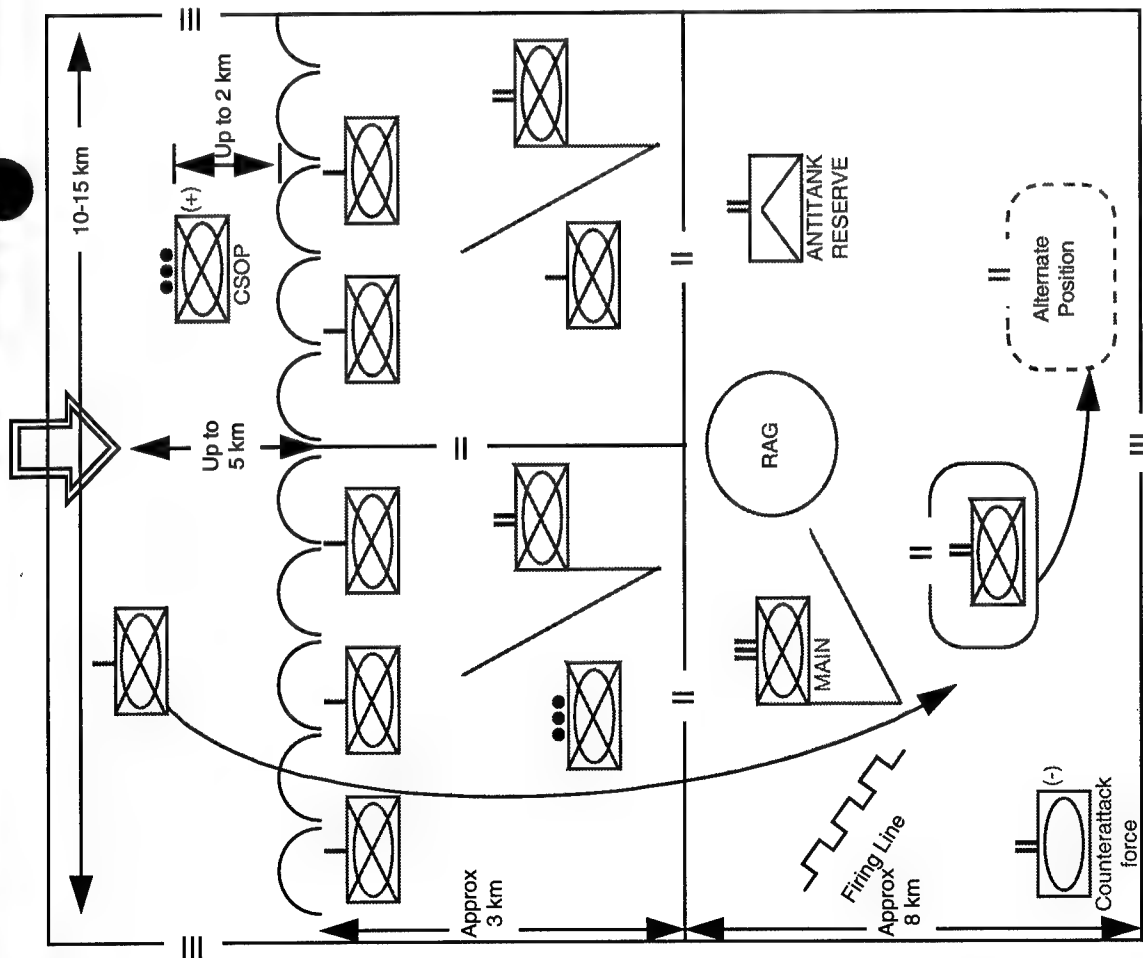 10-15 km
Up to 2 km
(+)
CSOP
Up to
5 km
ANTITANK
RESERVE
RAG
Alternate
Position
MAIN
Approx
3 km
Firing Line
Approx
8 km
(-)
Counterattack
force